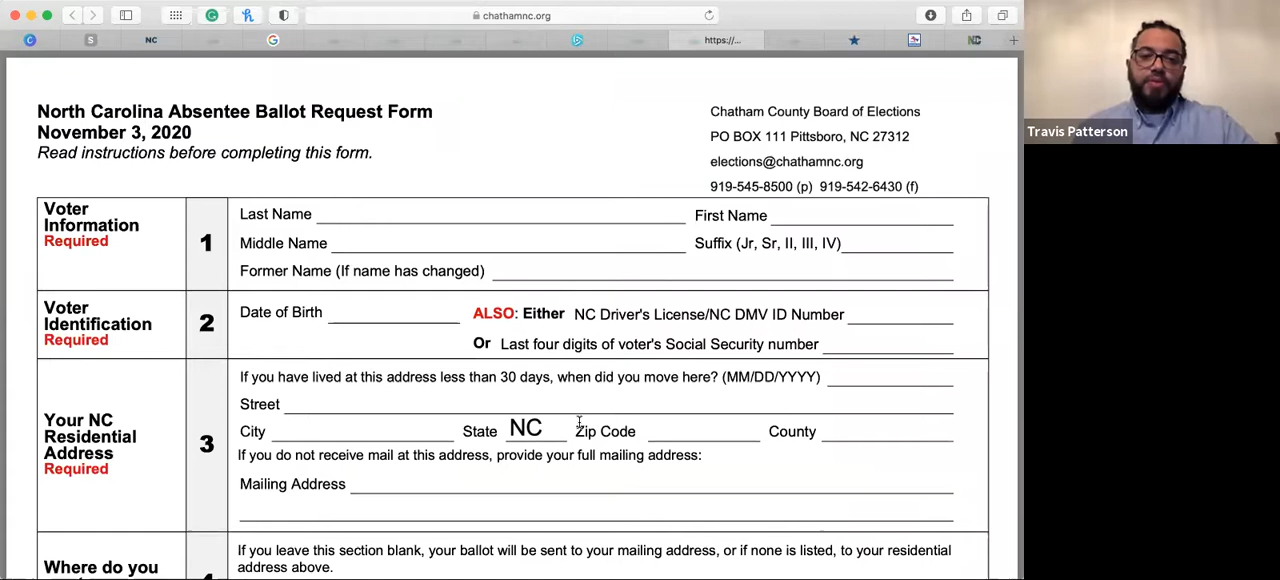 chathamnc.org
S
NC
G
https://...
NC
North Carolina Absentee Ballot Request Form
November 3, 2020
Read instructions before completing this form.
Chatham County Board of Elections
PO BOX 111 Pittsboro, NC 27312
elections@chathamnc.org
919-545-8500 (p) 919-542-6430 (f)
Travis Patterson
Voter
Information
Required
1
Last Name First Name
Middle Name Suffix (Jr, Sr, II, III, IV)
Former Name (If name has changed)
Voter
Identification
Required
2
Date of Birth ALSO: Either NC Driver's License/NC DMV ID Number
Or Last four digits of voter's Social Security number
Your NC
Residential
Address
Required
3
If you have lived at this address less than 30 days, when did you move here? (MM/DD/YYYY)
Street
City State NC Zip Code County
If you do not receive mail at this address, provide your full mailing address:
Mailing Address
Where do you
If you leave this section blank, your ballot will be sent to your mailing address, or if none is listed, to your residential
address above.